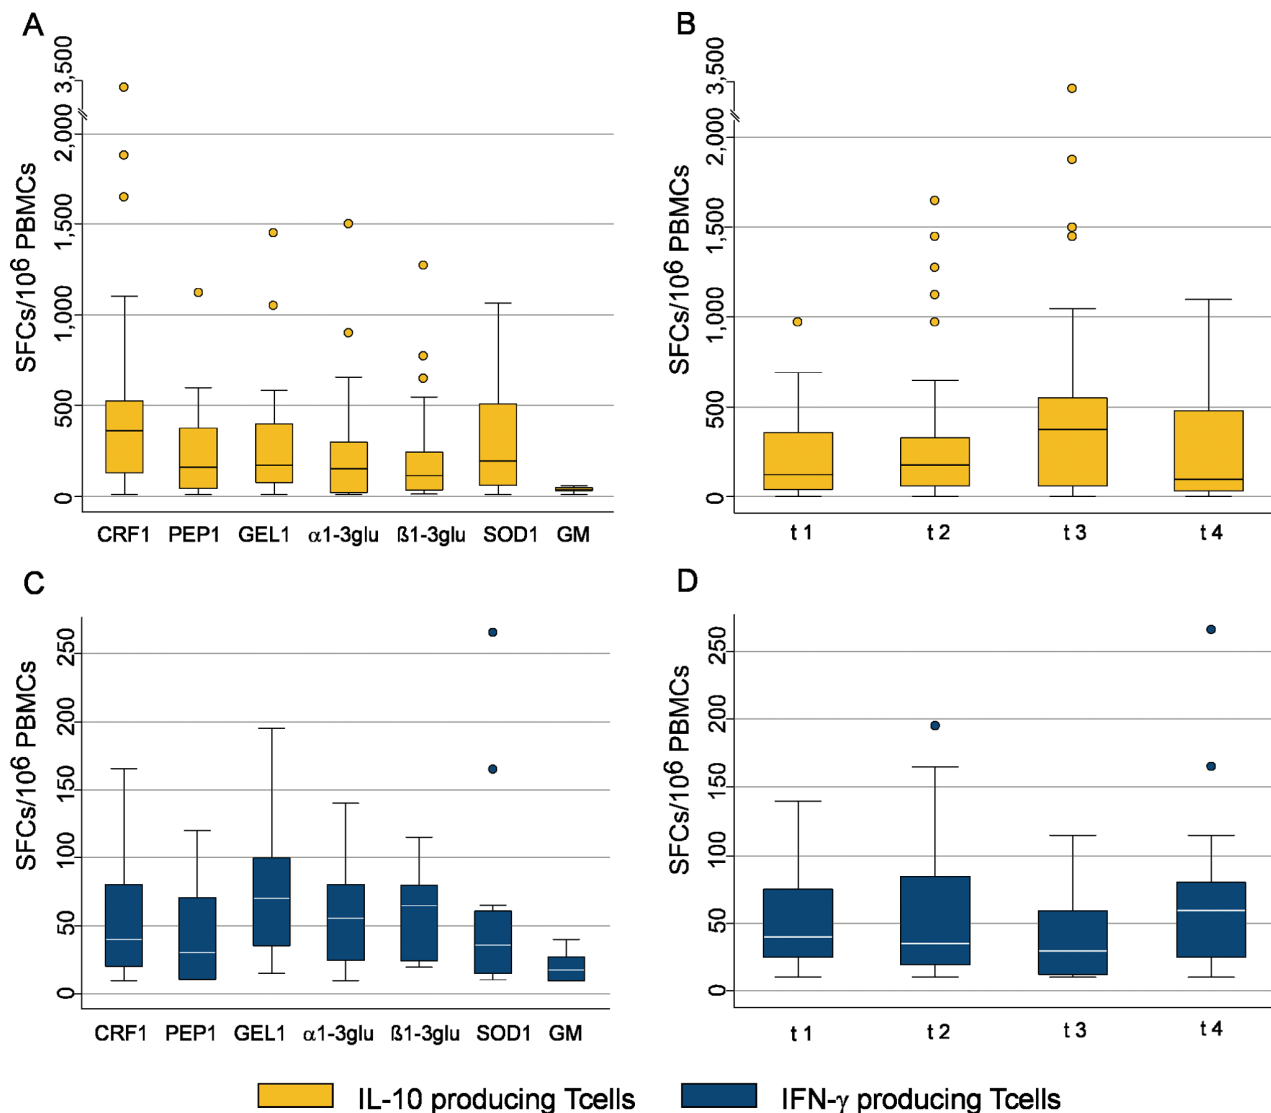 A
SFCs/10⁶ PBMCs
3,500
2,000
1,500
1,000
500
0
CRF1 PEP1 GEL1 α1-3glu ß1-3glu SOD1 GM
B
SFCs/10⁶ PBMCs
3,500
2,000
1,500
1,000
500
0
t 1 t 2 t 3 t 4
C
SFCs/10⁶ PBMCs
250
200
150
100
50
0
CRF1 PEP1 GEL1 α1-3glu ß1-3glu SOD1 GM
D
SFCs/10⁶ PBMCs
250
200
150
100
50
0
t 1 t 2 t 3 t 4
IL-10 producing Tcells IFN-γ producing Tcells